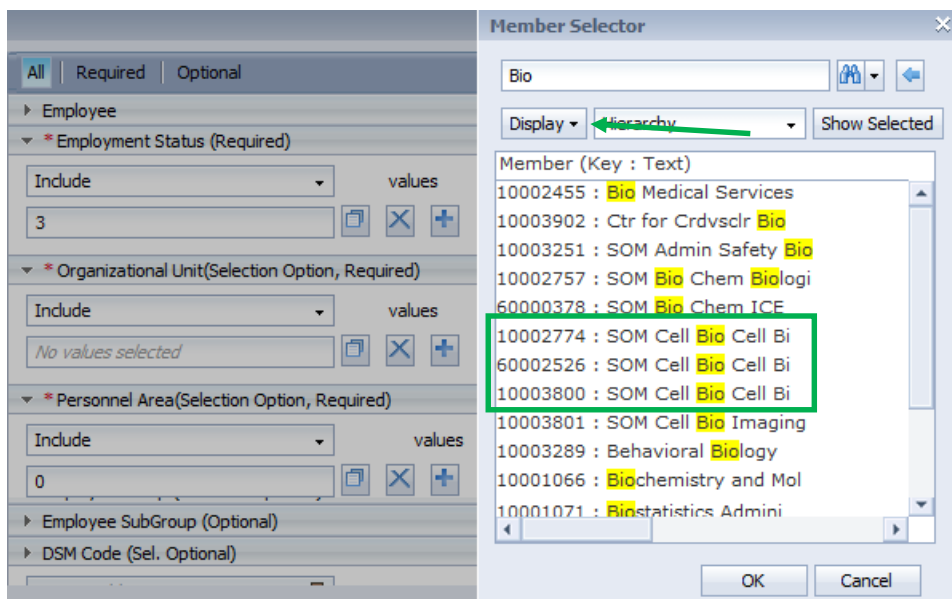 Member Selector
All Required Optional
Employee
* Employment Status (Required)
Include values
3
* Organizational Unit(Selection Option, Required)
Include values
No values selected
* Personnel Area(Selection Option, Required)
Include values
0
Employee SubGroup (Optional)
DSM Code (Sel. Optional)
Bio
Display Hierarchy Show Selected
Member (Key : Text)
10002455 : Bio Medical Services
10003902 : Ctr for Crdvsclr Bio
10003251 : SOM Admin Safety Bio
10002757 : SOM Bio Chem Biologi
60000378 : SOM Bio Chem ICE
10002774 : SOM Cell Bio Cell Bi
60002526 : SOM Cell Bio Cell Bi
10003800 : SOM Cell Bio Cell Bi
10003801 : SOM Cell Bio Imaging
10003289 : Behavioral Biology
10001066 : Biochemistry and Mol
10001071 : Biostatistics Admini
OK Cancel